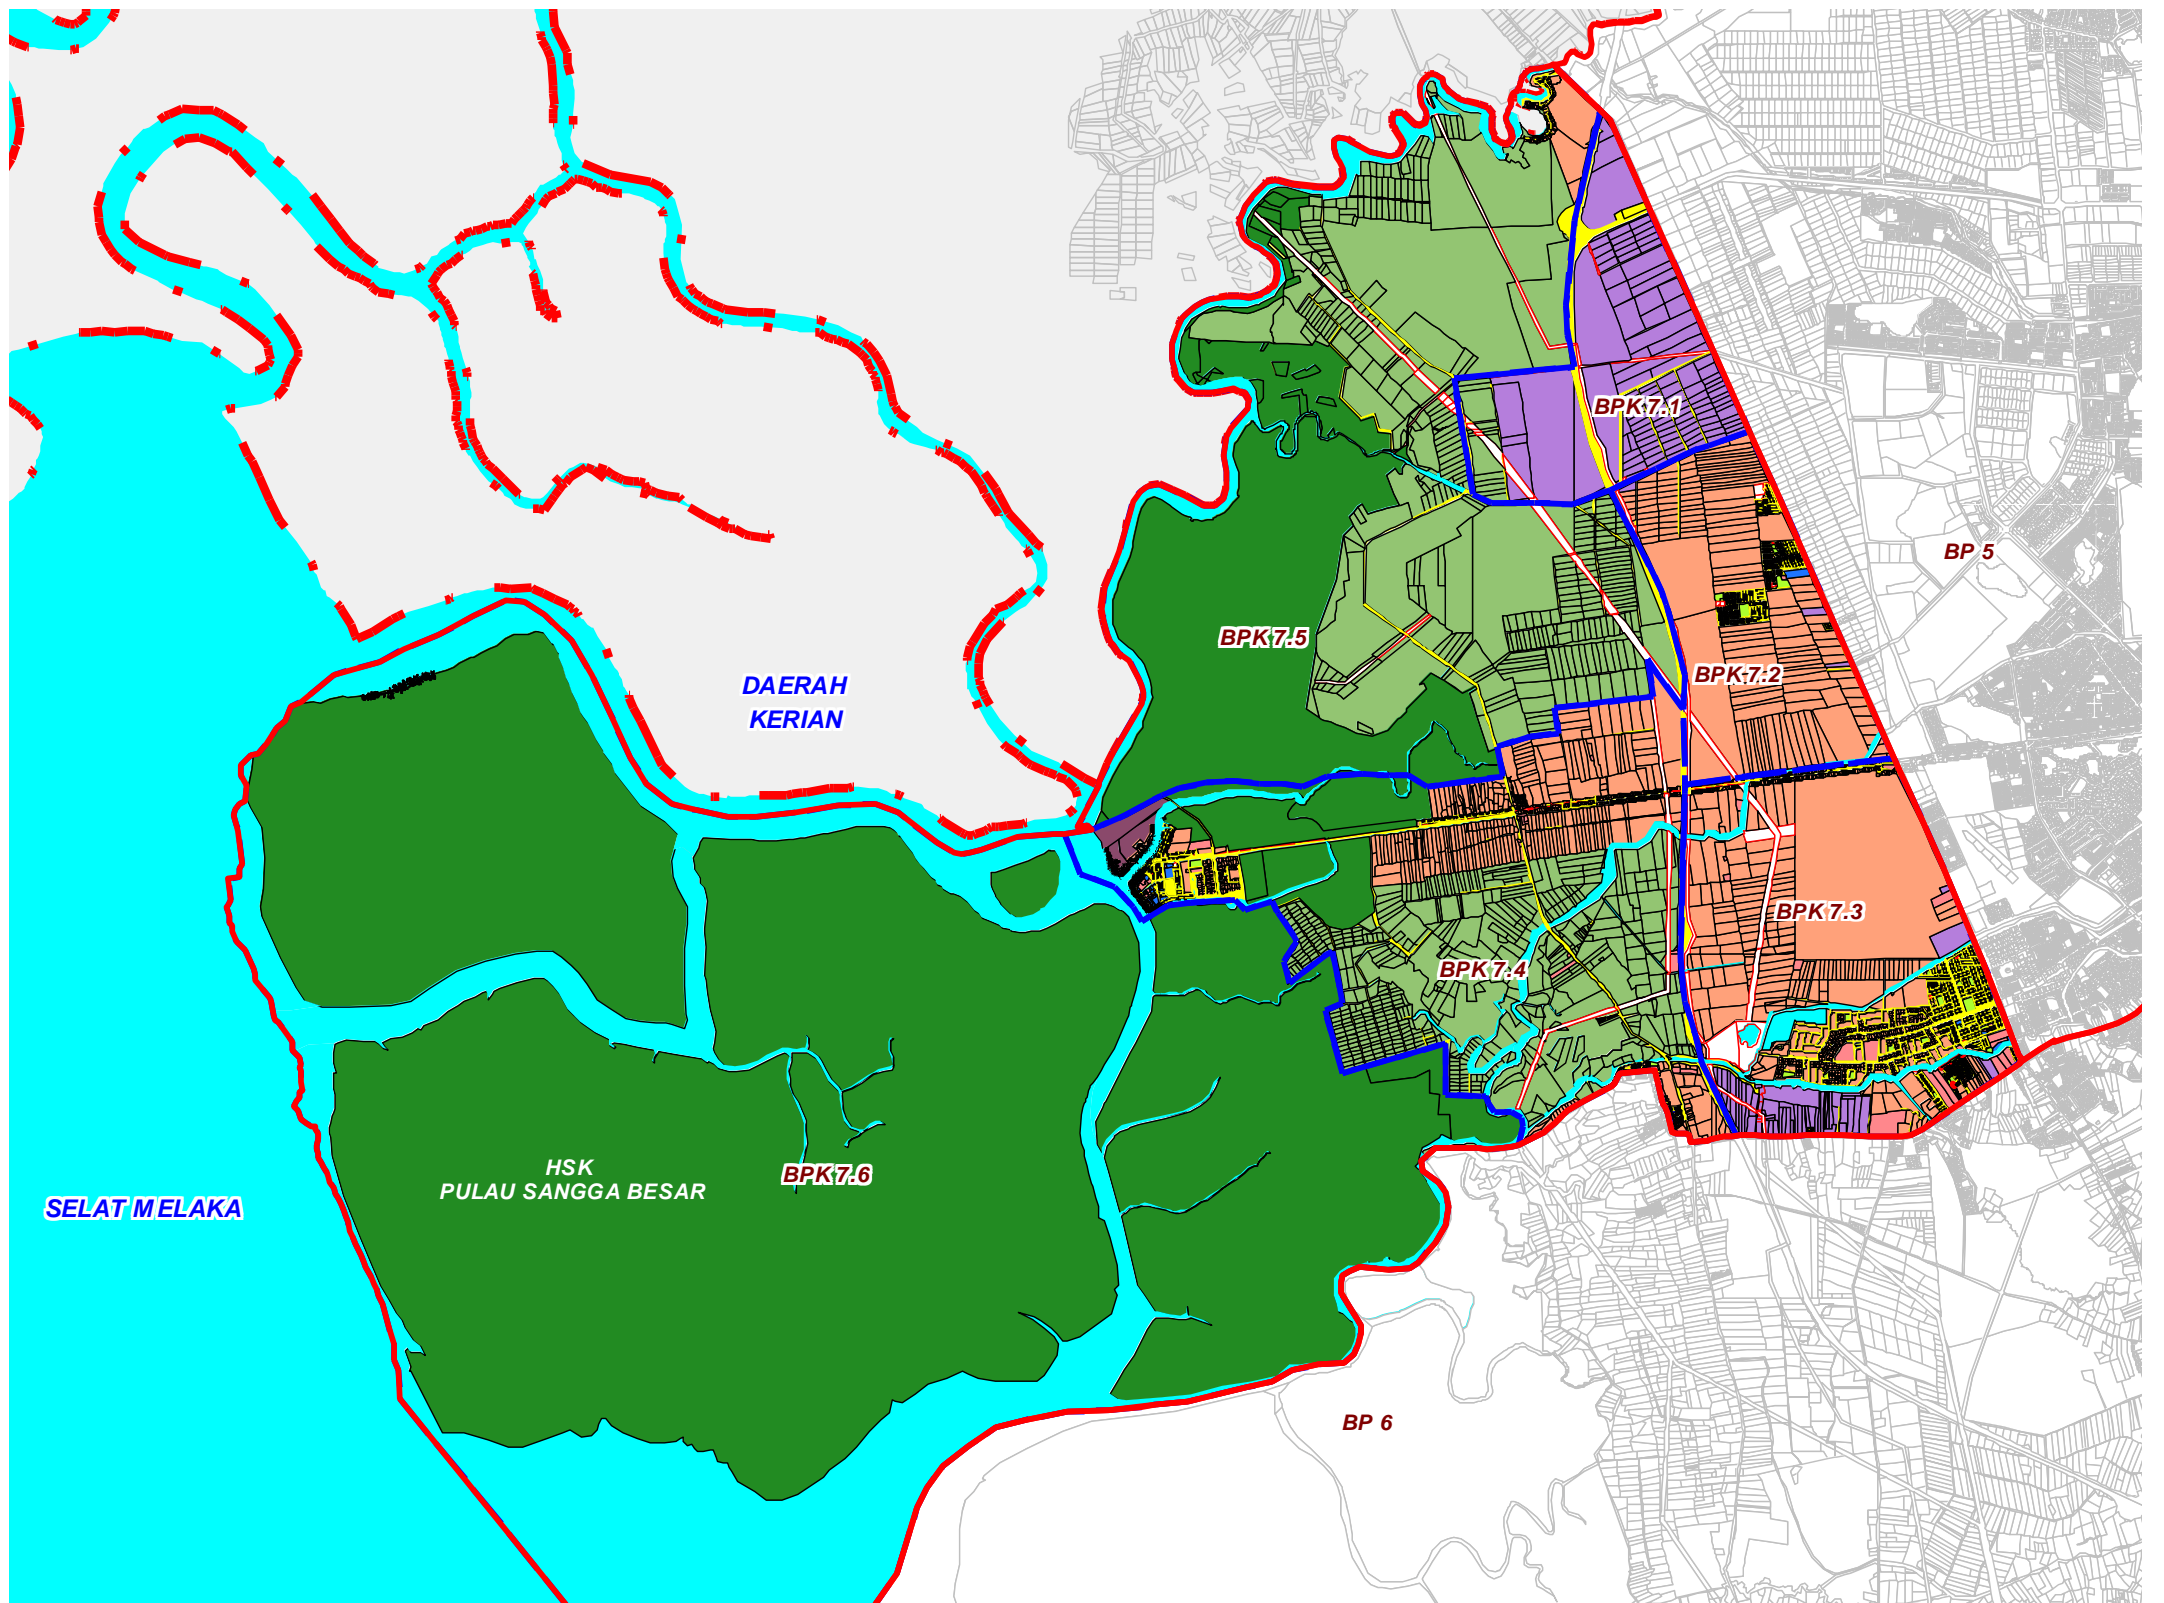 BPK 7.1
BP 5
BPK 7.5
BPK 7.2
DAERAH
KERIAN
BPK 7.3
BPK 7.4
HSK
PULAU SANGGA BESAR
BPK 7.6
SELAT MELAKA
BP 6